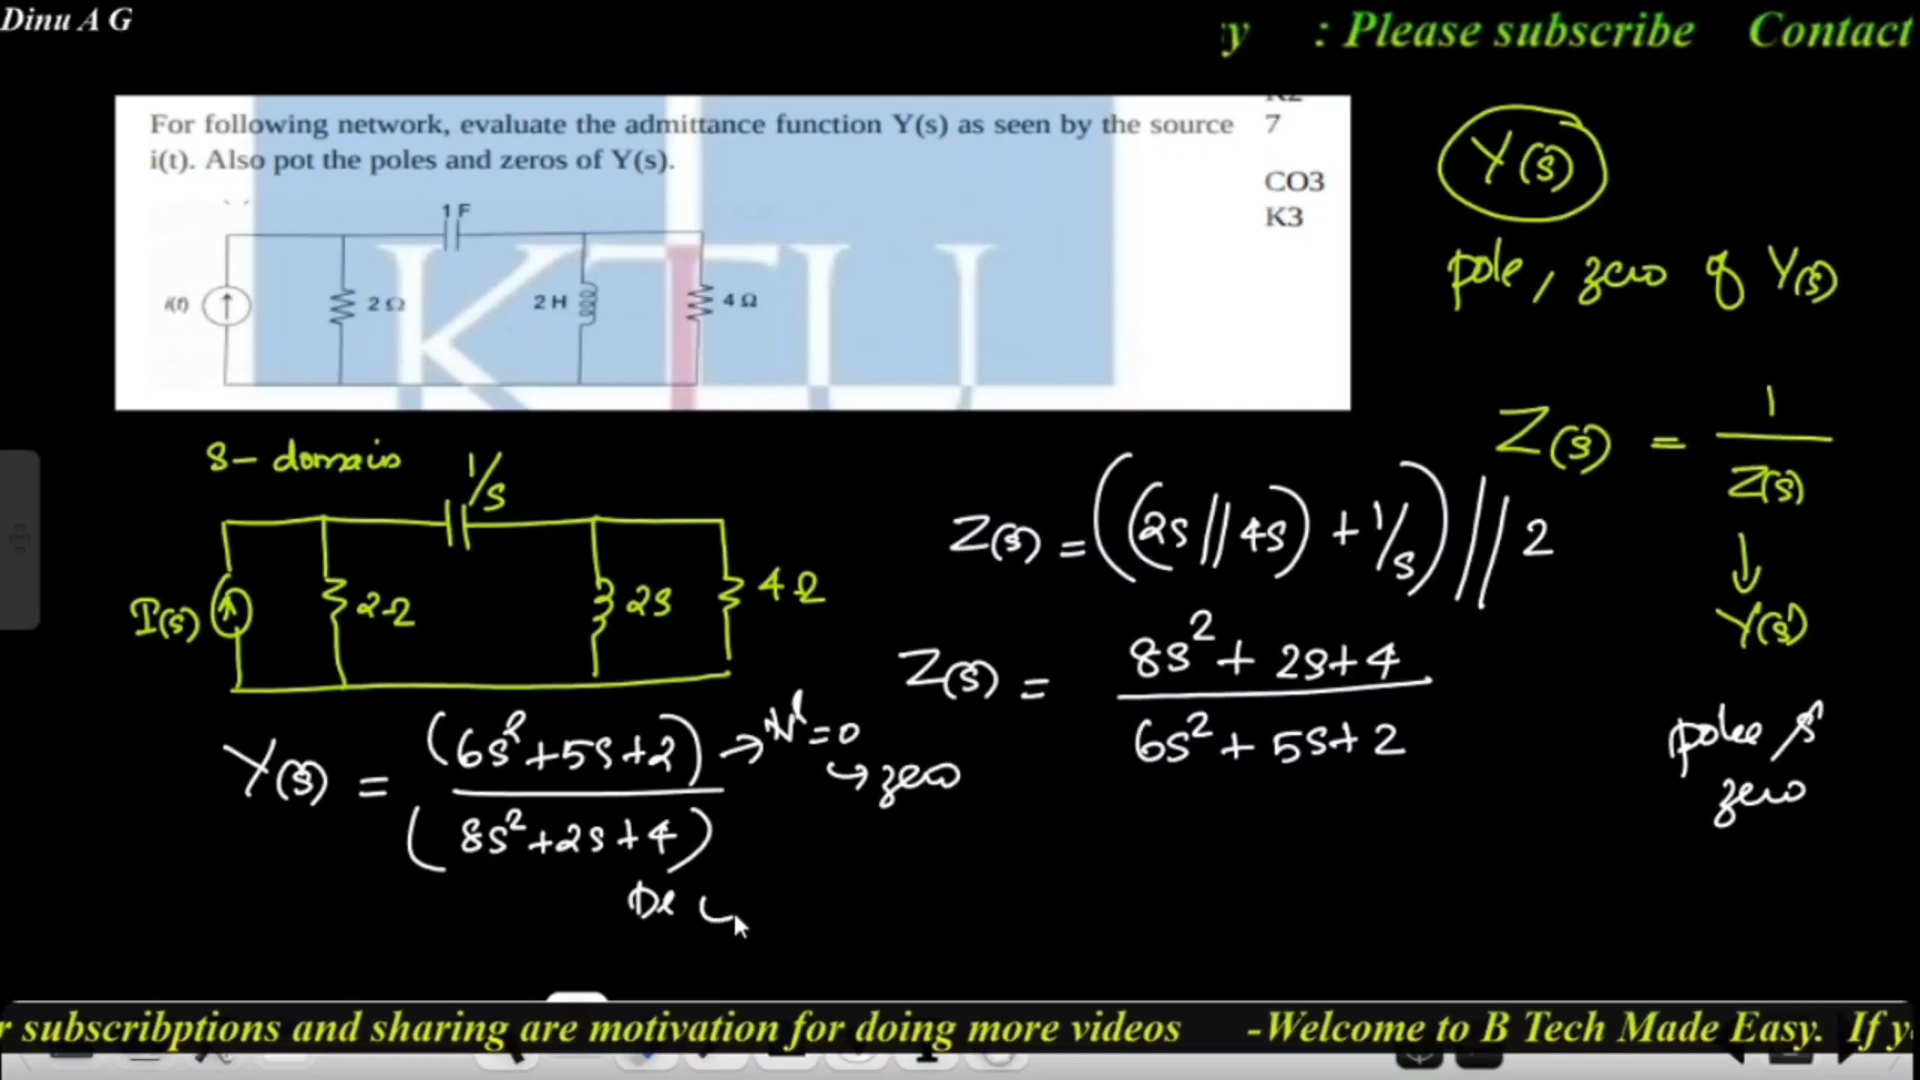 Dinu A G
y : Please subscribe Contact
For following network, evaluate the admittance function Y(s) as seen by the source 7
i(t). Also pot the poles and zeros of Y(s).
CO3
K3
1 F
i(t)
2 Ω
2 H
4 Ω
KTU
Y(s)
pole, zero of Y(s)
Z(s) = 1
Z(s)
↓
Y(s)
poles &
zero
S-domain
1/s
I(s)
2Ω
2s
4Ω
Z(s) = ((2s || 4s) + 1/s) || 2
Z(s) = 8s² + 2s + 4
6s² + 5s + 2
Y(s) = (6s² + 5s + 2) → Nr = 0
↪ zero
(8s² + 2s + 4)
De
r subscribptions and sharing are motivation for doing more videos -Welcome to B Tech Made Easy. If y